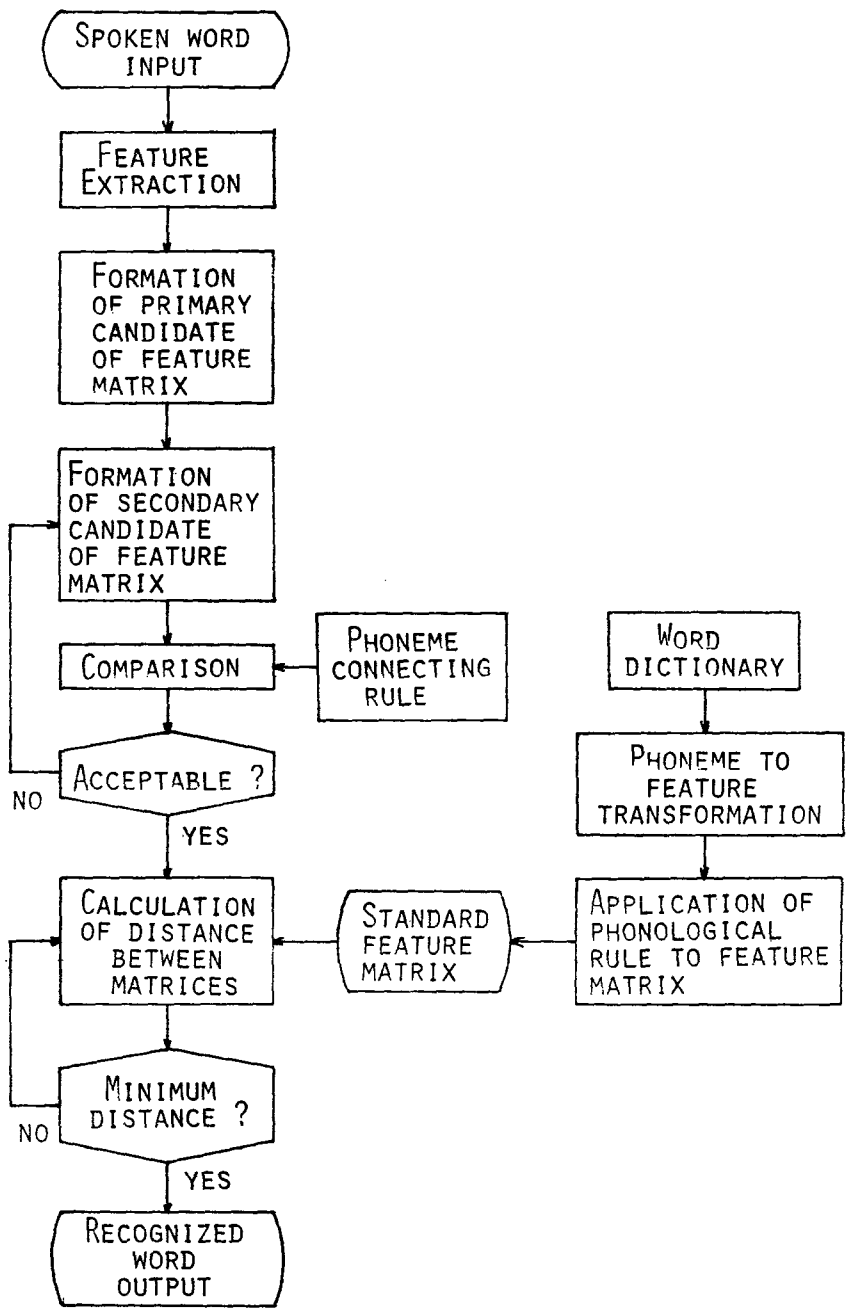 SPOKEN WORD
INPUT
FEATURE
EXTRACTION
FORMATION
OF PRIMARY
CANDIDATE
OF FEATURE
MATRIX
FORMATION
OF SECONDARY
CANDIDATE
OF FEATURE
MATRIX
COMPARISON
PHONEME
CONNECTING
RULE
WORD
DICTIONARY
ACCEPTABLE ?
NO
YES
PHONEME TO
FEATURE
TRANSFORMATION
CALCULATION
OF DISTANCE
BETWEEN
MATRICES
STANDARD
FEATURE
MATRIX
APPLICATION OF
PHONOLOGICAL
RULE TO FEATURE
MATRIX
MINIMUM
DISTANCE ?
NO
YES
RECOGNIZED
WORD
OUTPUT